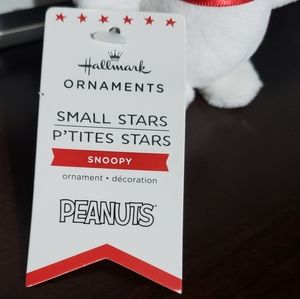 Hallmark
ORNAMENTS
SMALL STARS
P'TITES STARS
SNOOPY
ornament • décoration
PEANUTS